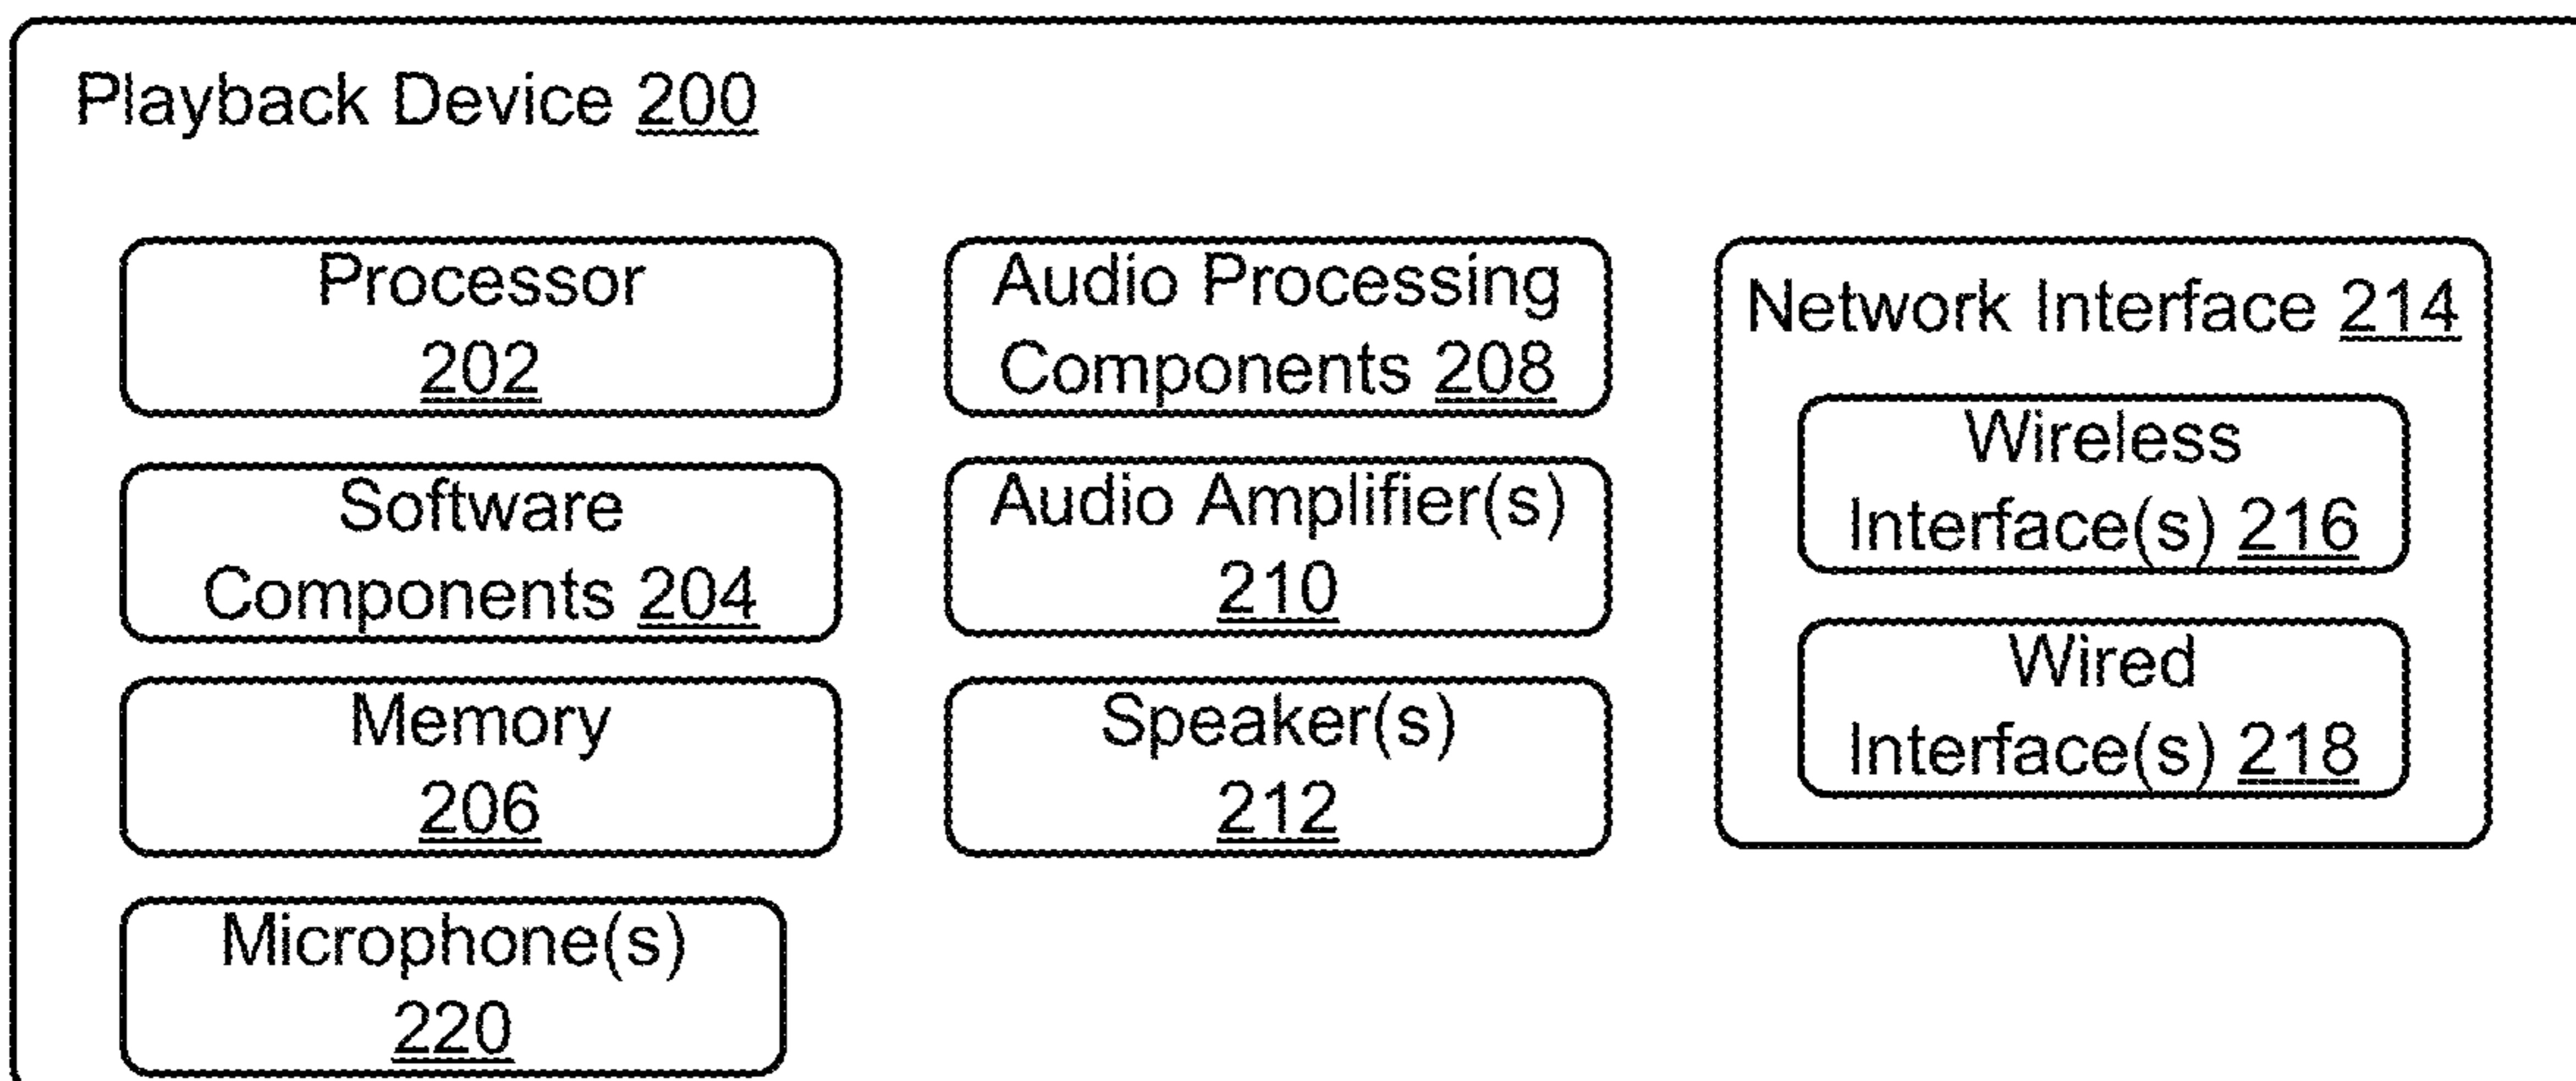 Playback Device 200
Processor
202
Software
Components 204
Memory
206
Microphone(s)
220
Audio Processing
Components 208
Audio Amplifier(s)
210
Speaker(s)
212
Network Interface 214
Wireless
Interface(s) 216
Wired
Interface(s) 218